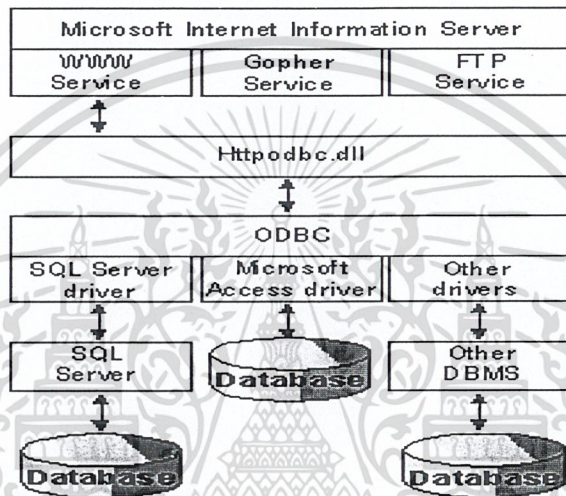 Microsoft Internet Information Server
WWW Service
Gopher Service
FTP Service
Httpodbc.dll
ODBC
SQL Server driver
Microsoft Access driver
Other drivers
SQL Server
Database
Other DBMS
Database
Database